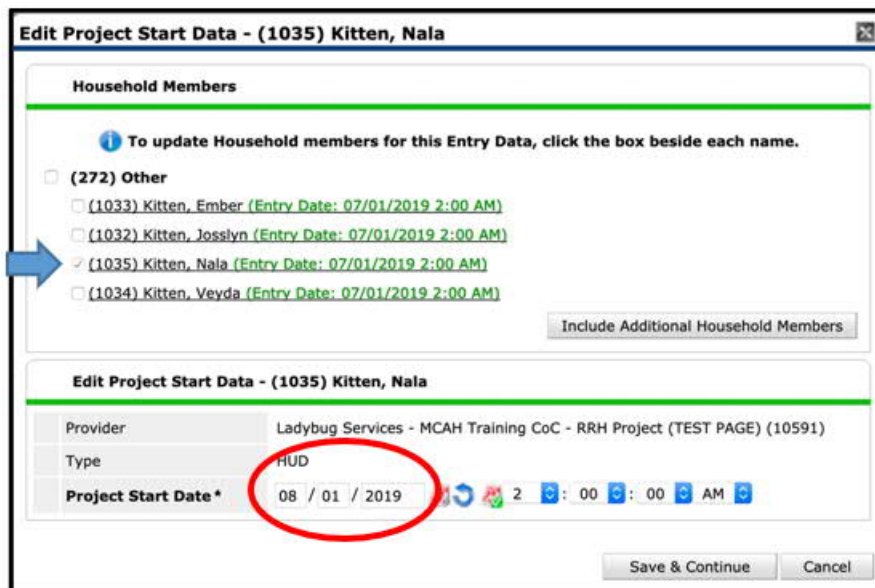 Edit Project Start Data - (1035) Kitten, Nala
Household Members
To update Household members for this Entry Data, click the box beside each name.
(272) Other
(1033) Kitten, Ember (Entry Date: 07/01/2019 2:00 AM)
(1032) Kitten, Josslyn (Entry Date: 07/01/2019 2:00 AM)
(1035) Kitten, Nala (Entry Date: 07/01/2019 2:00 AM)
(1034) Kitten, Veyda (Entry Date: 07/01/2019 2:00 AM)
Include Additional Household Members
Edit Project Start Data - (1035) Kitten, Nala
Provider Ladybug Services - MCAH Training CoC - RRH Project (TEST PAGE) (10591)
Type HUD
Project Start Date* 08 / 01 / 2019 2 : 00 : 00 AM
Save & Continue Cancel